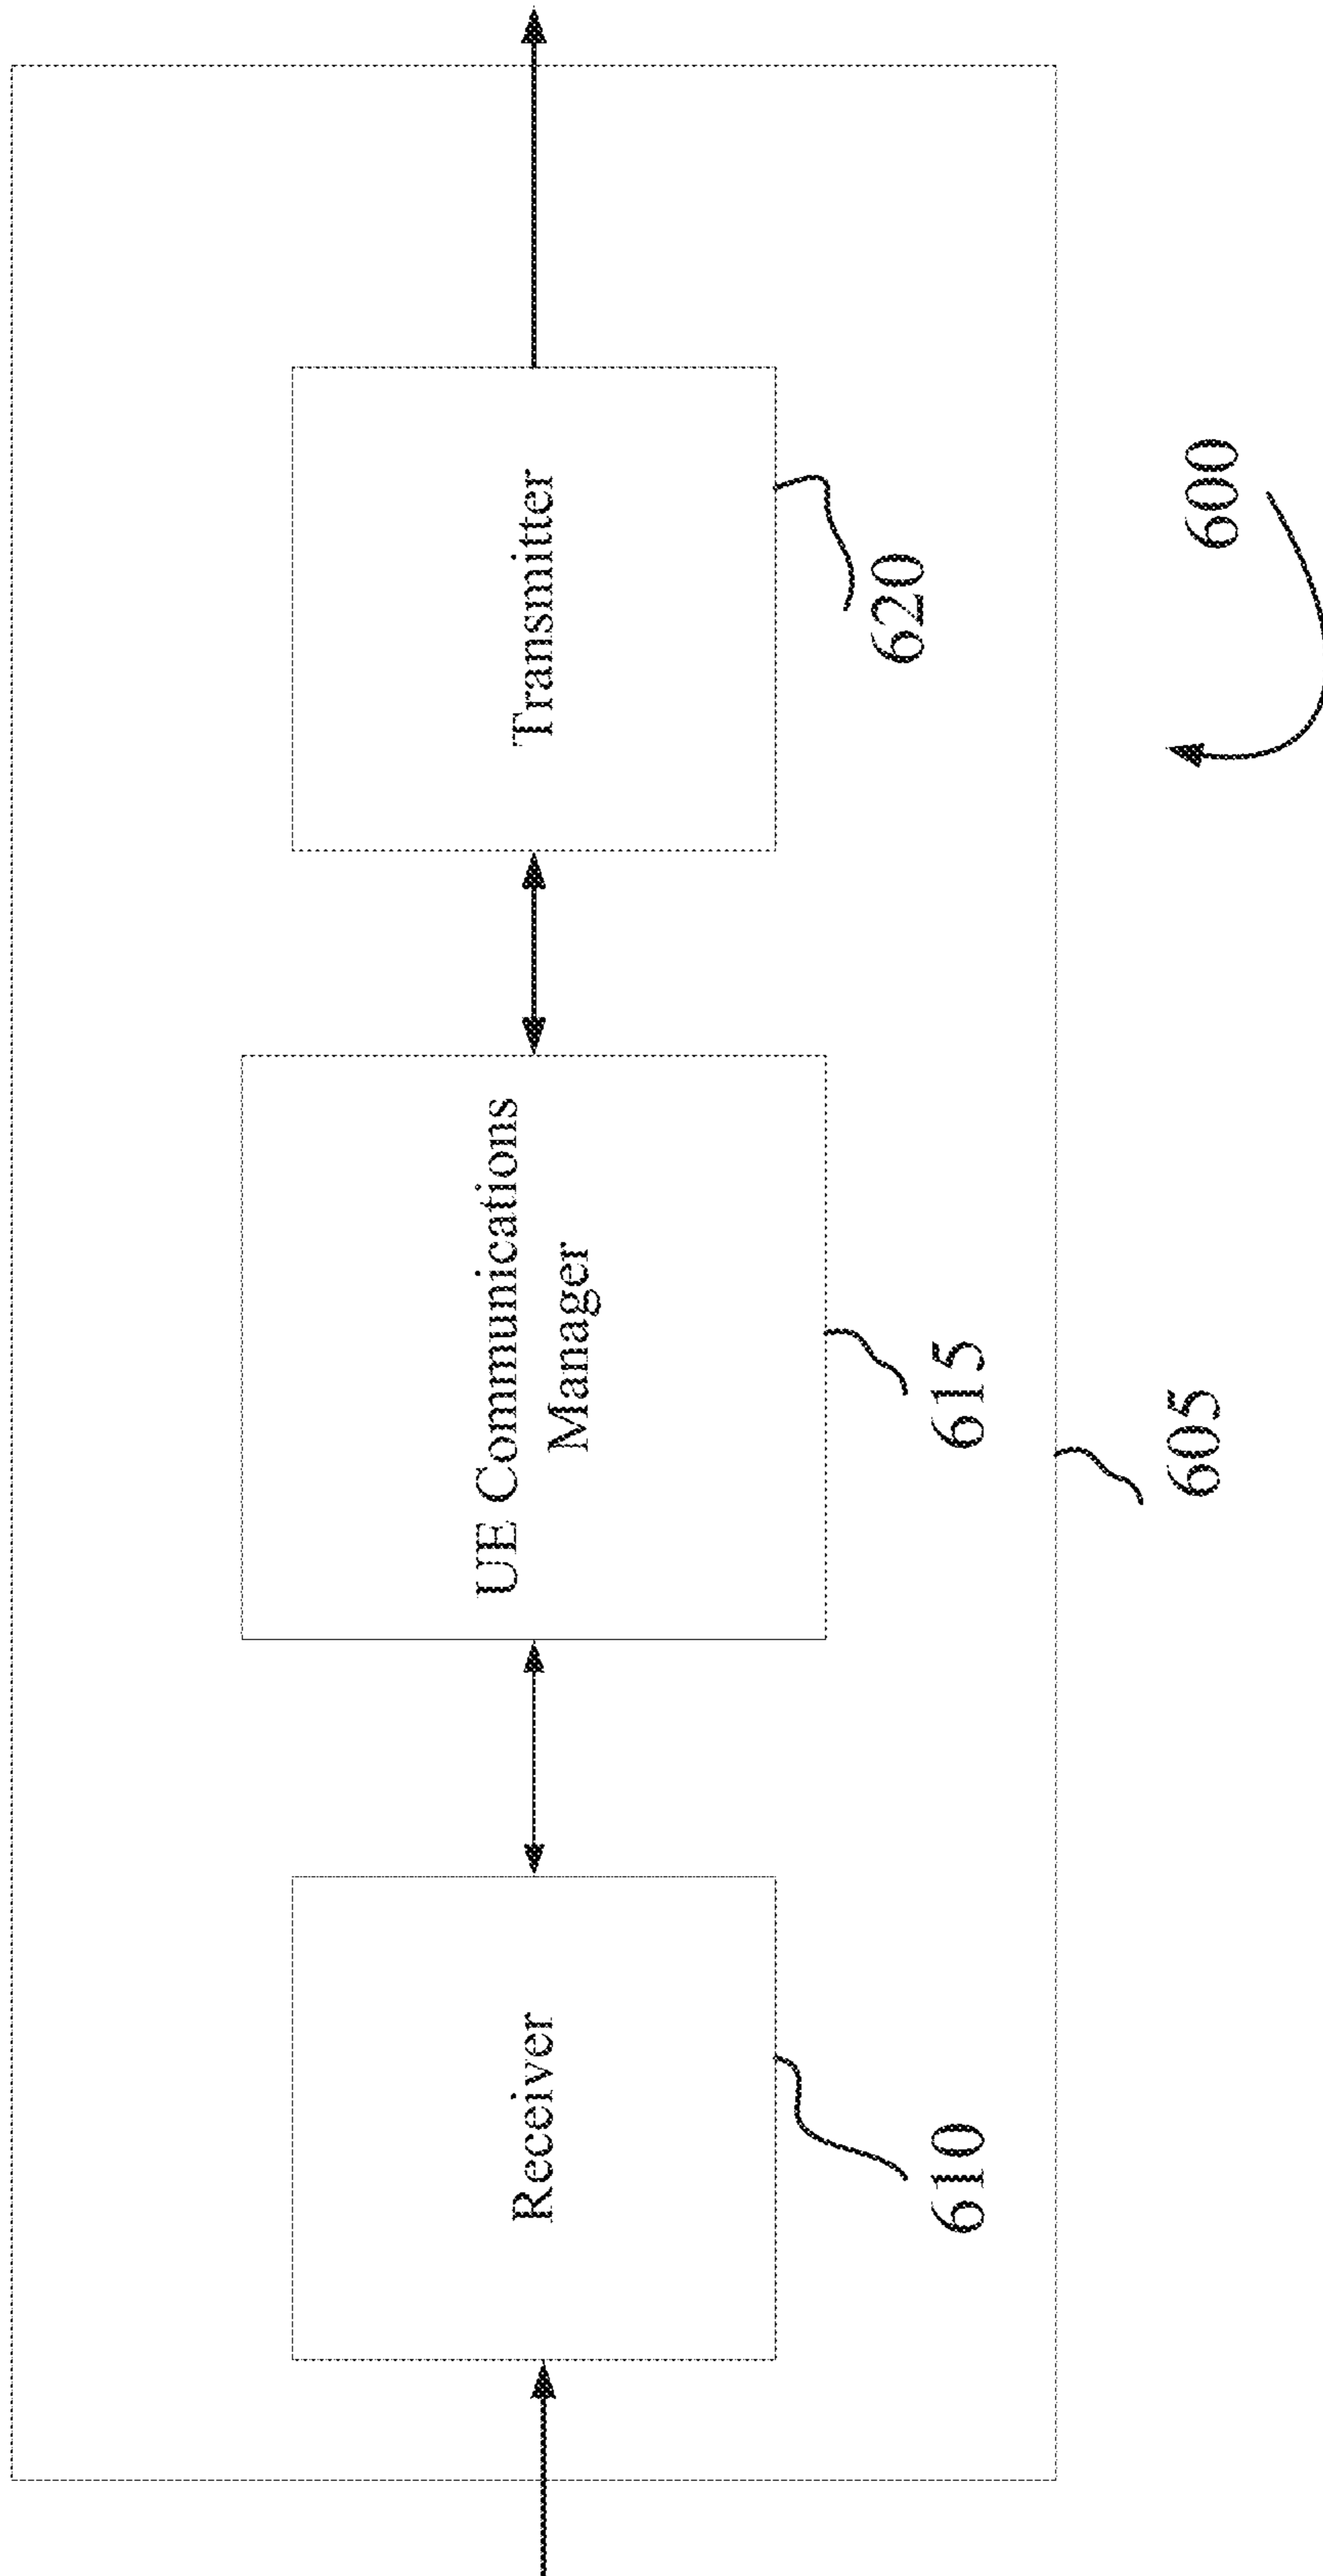 Receiver
610
UE Communications
Manager
615
Transmitter
620
605
600